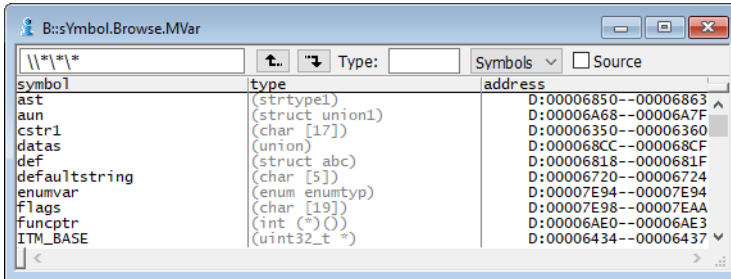 B::sYmbol.Browse.MVar
\\*\*\* Type: Symbols Source
symbol type address
ast (strtype1) D:00006850--00006863
aun (struct union1) D:00006A68--00006A7F
cstr1 (char [17]) D:00006350--00006360
datas (union) D:000068CC--000068CF
def (struct abc) D:00006818--0000681F
defaultstring (char [5]) D:00006720--00006724
enumvar (enum enumtyp) D:00007E94--00007E94
flags (char [19]) D:00007E98--00007EAA
funcptr (int (*)()) D:00006AE0--00006AE3
ITM_BASE (uint32_t *) D:00006434--00006437